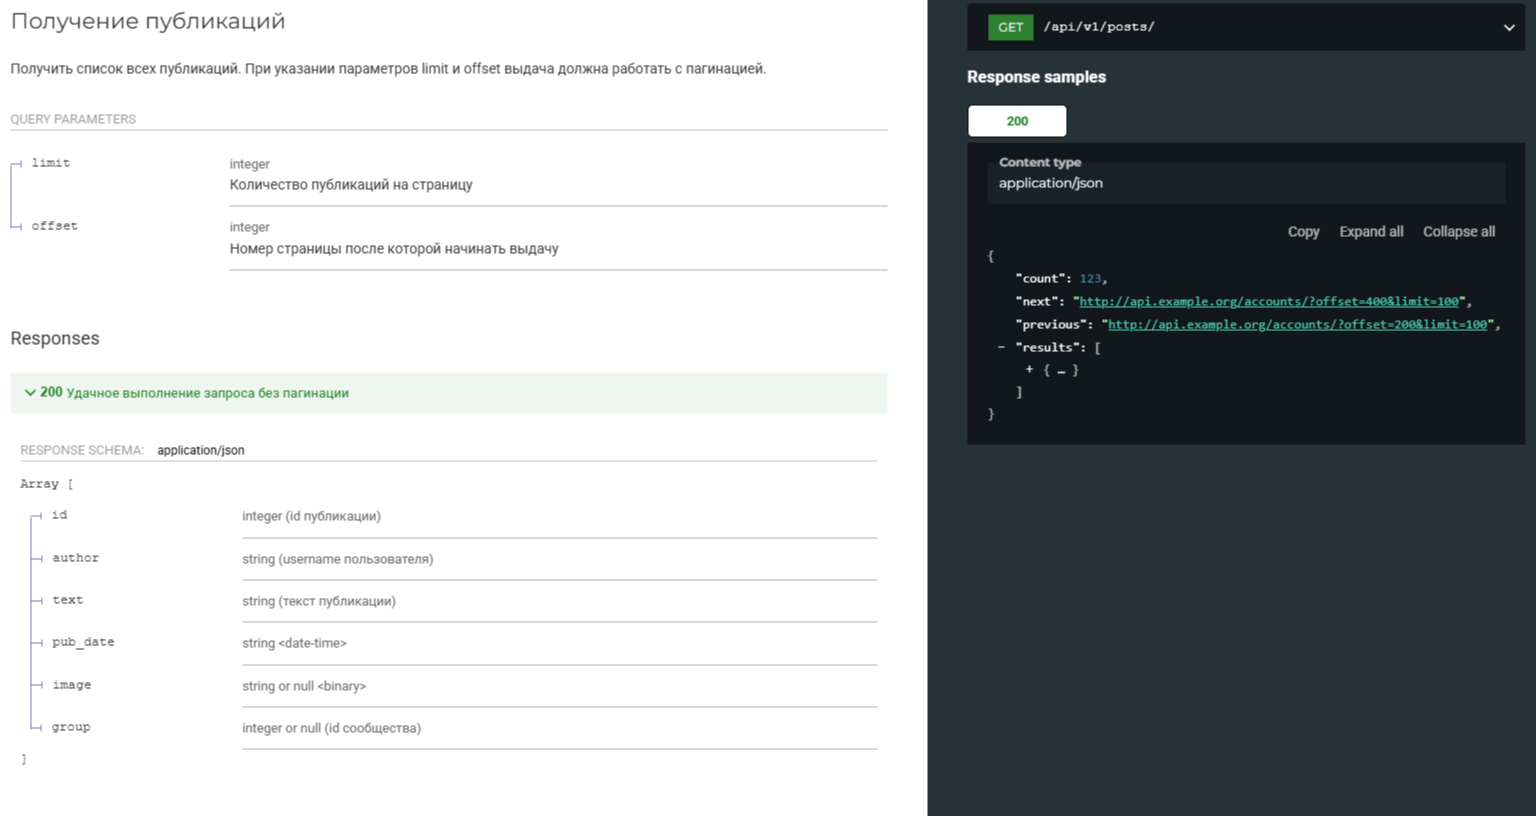 Получение публикаций
Получить список всех публикаций. При указании параметров limit и offset выдача должна работать с пагинацией.
QUERY PARAMETERS
limit
integer
Количество публикаций на страницу
offset
integer
Номер страницы после которой начинать выдачу
Responses
200 Удачное выполнение запроса без пагинации
RESPONSE SCHEMA: application/json
Array [
id integer (id публикации)
author string (username пользователя)
text string (текст публикации)
pub_date string <date-time>
image string or null <binary>
group integer or null (id сообщества)
]
GET /api/v1/posts/
Response samples
200
Content type
application/json
Copy Expand all Collapse all
{
"count": 123,
"next": "http://api.example.org/accounts/?offset=400&limit=100",
"previous": "http://api.example.org/accounts/?offset=200&limit=100",
− "results": [
+ { … }
]
}